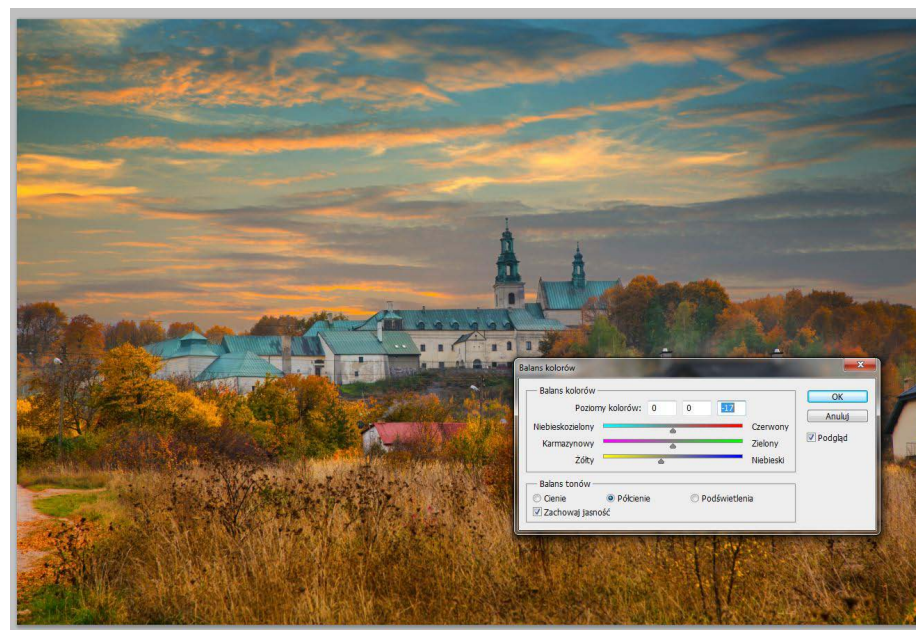 Balans kolorów
Balans kolorów
Poziomy kolorów: 0 0 -17
Niebieskozielony Czerwony
Karmazynowy Zielony
Żółty Niebieski
OK
Anuluj
Podgląd
Balans tonów
Cienie Półcienie Podświetlenia
Zachowaj jasność